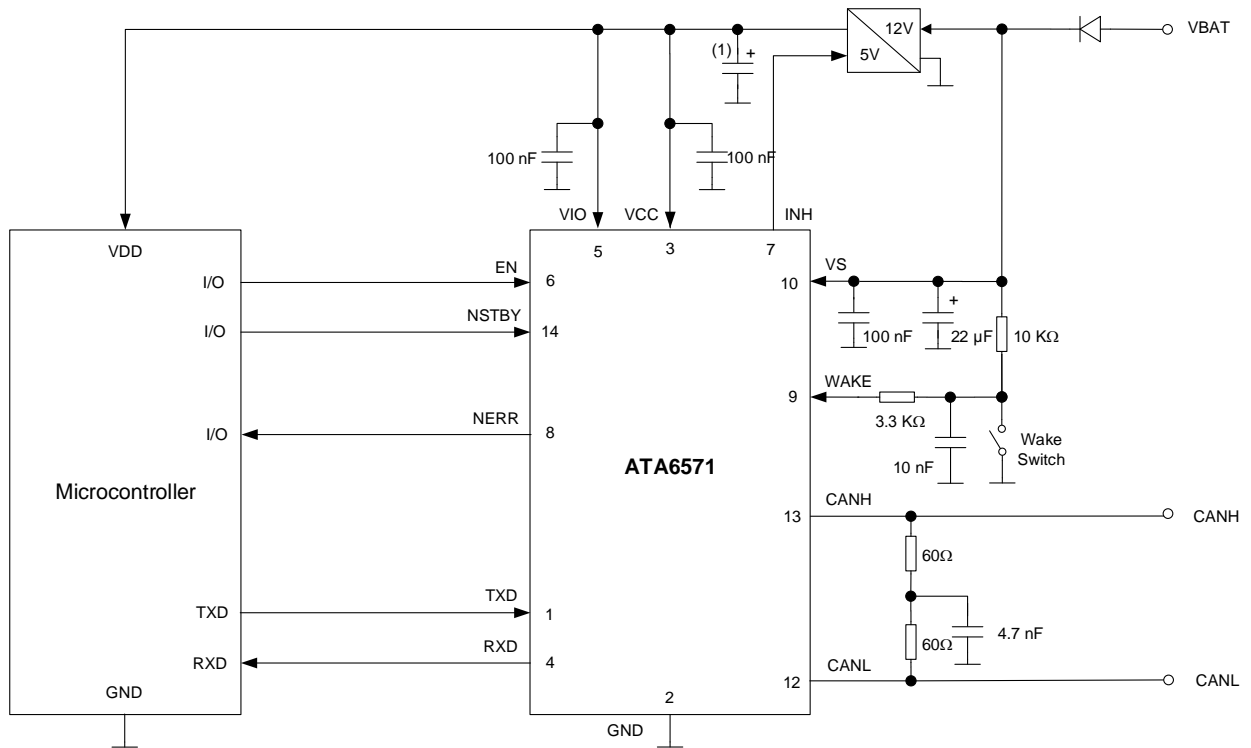 12V
5V
VBAT
(1)
+
100 nF
100 nF
VIO
VCC
INH
5
3
7
VDD
I/O
EN
6
I/O
NSTBY
14
VS
10
+
100 nF
22 µF
10 KΩ
WAKE
9
3.3 KΩ
10 nF
Wake
Switch
I/O
NERR
8
Microcontroller
ATA6571
CANH
13
CANH
60Ω
4.7 nF
60Ω
TXD
TXD
1
RXD
RXD
4
CANL
12
CANL
GND
2
GND